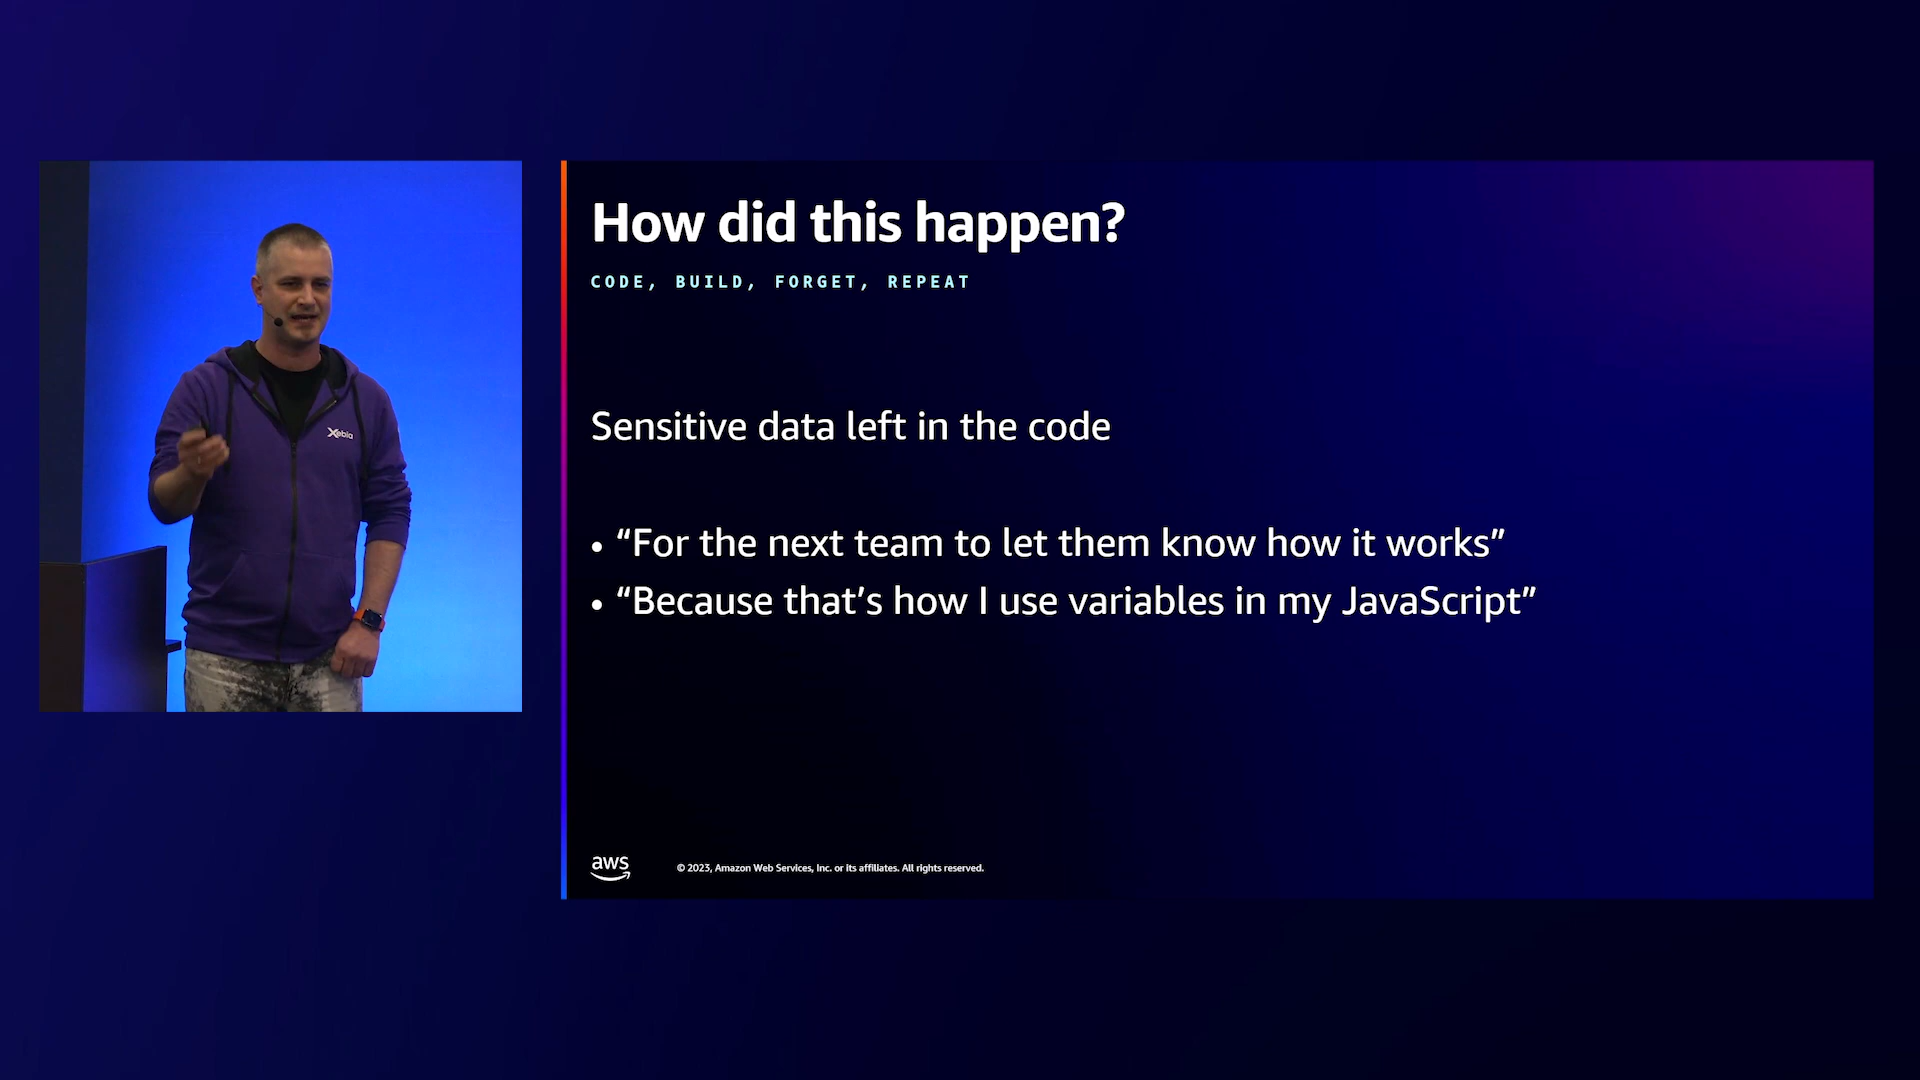 Xebia
How did this happen?
CODE, BUILD, FORGET, REPEAT
Sensitive data left in the code
• “For the next team to let them know how it works”
• “Because that’s how I use variables in my JavaScript”
aws
© 2023, Amazon Web Services, Inc. or its affiliates. All rights reserved.